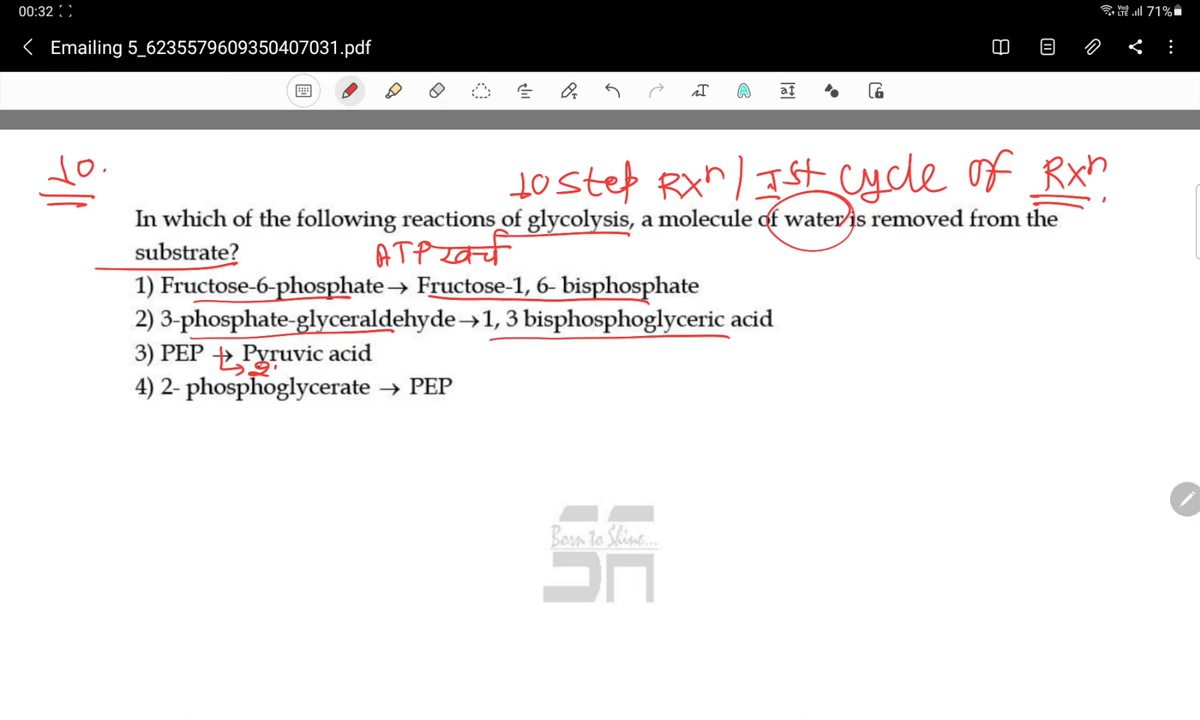 00:32
Vo) LTE 71%
Emailing 5_6235579609350407031.pdf
10.
10 step Rxn / Ist cycle of Rxn.
In which of the following reactions of glycolysis, a molecule of water is removed from the
substrate?
ATP
1) Fructose-6-phosphate → Fructose-1, 6- bisphosphate
2) 3-phosphate-glyceraldehyde→1, 3 bisphosphoglyceric acid
3) PEP → Pyruvic acid
4) 2- phosphoglycerate → PEP
Born to Shine...